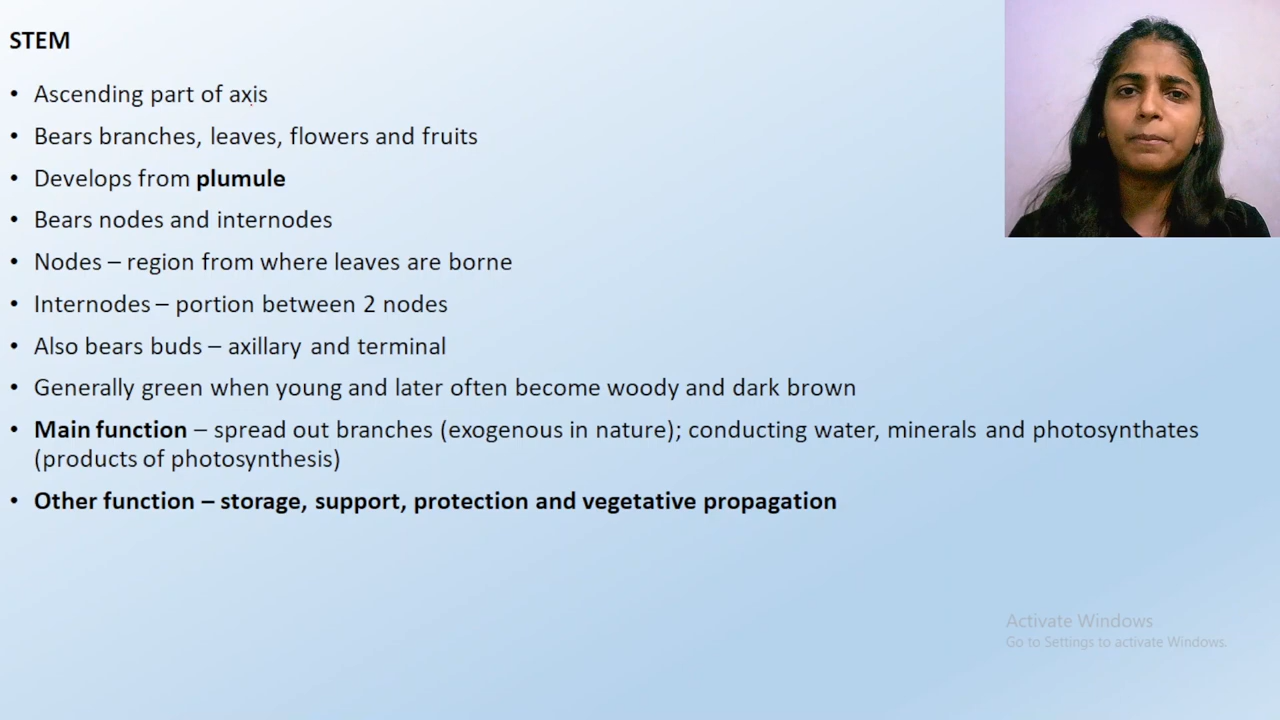 STEM
• Ascending part of axis
• Bears branches, leaves, flowers and fruits
• Develops from plumule
• Bears nodes and internodes
• Nodes – region from where leaves are borne
• Internodes – portion between 2 nodes
• Also bears buds – axillary and terminal
• Generally green when young and later often become woody and dark brown
• Main function – spread out branches (exogenous in nature); conducting water, minerals and photosynthates
(products of photosynthesis)
• Other function – storage, support, protection and vegetative propagation
Activate Windows
Go to Settings to activate Windows.